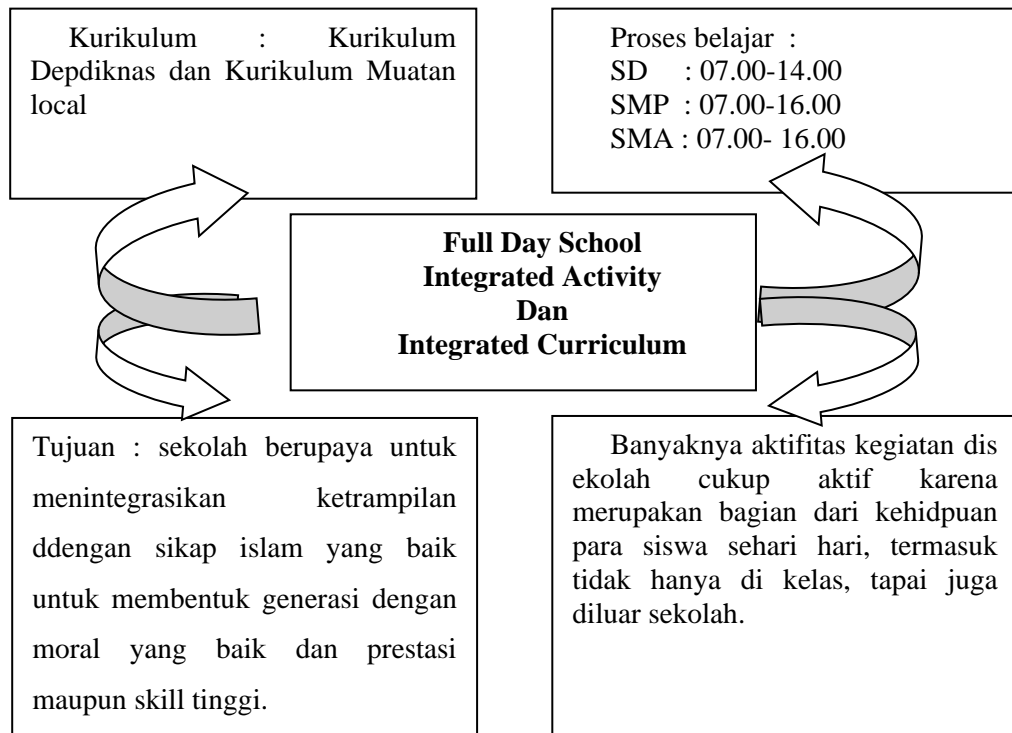 Kurikulum : Kurikulum
Depdiknas dan Kurikulum Muatan
local
Proses belajar :
SD : 07.00-14.00
SMP : 07.00-16.00
SMA : 07.00- 16.00
Full Day School
Integrated Activity
Dan
Integrated Curriculum
Tujuan : sekolah berupaya untuk
menintegrasikan ketrampilan
ddengan sikap islam yang baik
untuk membentuk generasi dengan
moral yang baik dan prestasi
maupun skill tinggi.
Banyaknya aktifitas kegiatan dis
ekolah cukup aktif karena
merupakan bagian dari kehidpuan
para siswa sehari hari, termasuk
tidak hanya di kelas, tapai juga
diluar sekolah.